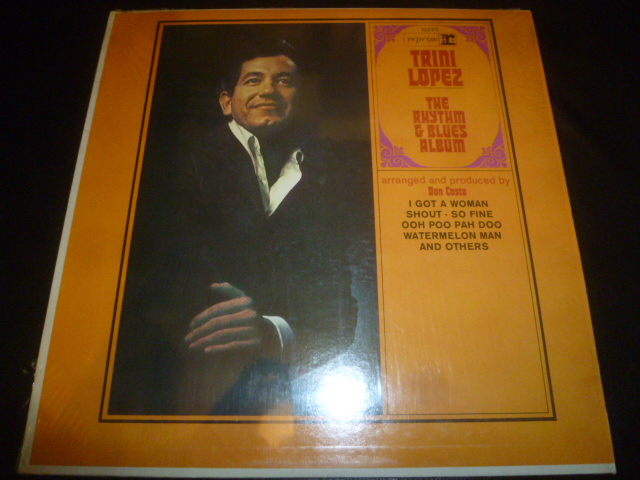 reprise r:
TRINI
LOPEZ
THE
RHYTHM
& BLUES
ALBUM
arranged and produced by
Don Costa
I GOT A WOMAN
SHOUT · SO FINE
OOH POO PAH DOO
WATERMELON MAN
AND OTHERS